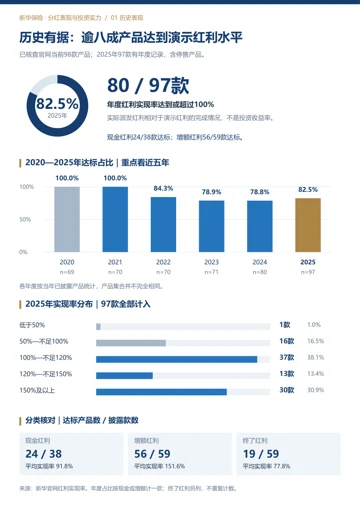 新华保险 · 分红表现与投资实力 / 01 历史表现
历史有据：逾八成产品达到演示红利水平
已核查官网当前98款产品；2025年97款有年度记录、含停售产品。
82.5%
2025年
80 / 97款
年度红利实现率达到或超过100%
实际派发红利相对于演示红利的完成情况，不是投资收益率。
现金红利24/38款达标；增额红利56/59款达标。
2020—2025年达标占比｜重点看近五年
100%
50%
0%
100.0%
100.0%
84.3%
78.9%
78.8%
82.5%
2020
2021
2022
2023
2024
2025
n=69
n=70
n=70
n=71
n=80
n=97
各年度按当年已披露产品统计，产品集合并不完全相同。
2025年实现率分布｜97款全部计入
低于50%
1款
1.0%
50%—不足100%
16款
16.5%
100%—不足120%
37款
38.1%
120%—不足150%
13款
13.4%
150%及以上
30款
30.9%
分类核对｜达标产品数 / 披露款数
现金红利
24 / 38
平均实现率 91.8%
增额红利
56 / 59
平均实现率 151.6%
终了红利
19 / 59
平均实现率 77.8%
来源：新华官网红利实现率。年度占比按现金或增额计一款；终了红利另列，不重复计数。